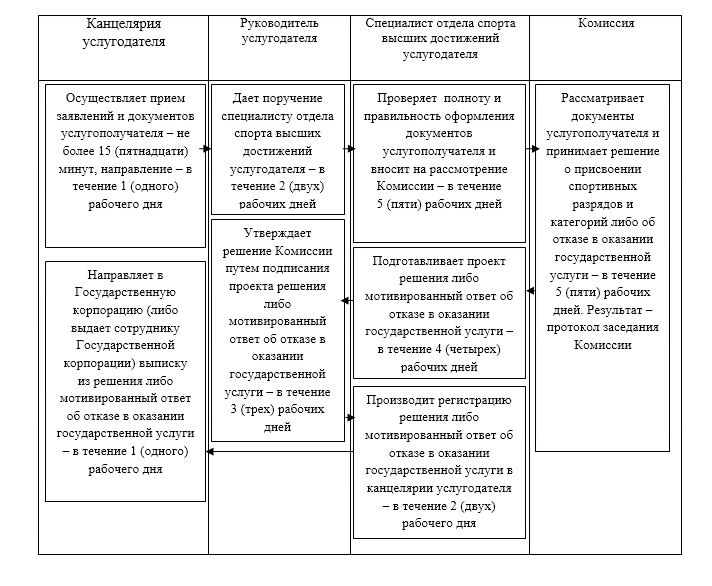 Канцелярия
услугодателя
Руководитель
услугодателя
Специалист отдела спорта
высших достижений
услугодателя
Комиссия
Осуществляет прием
заявлений и документов
услугополучателя – не
более 15 (пятнадцати)
минут, направление – в
течение 1 (одного)
рабочего дня
Дает поручение
специалисту отдела
спорта высших
достижений
услугодателя – в
течение 2 (двух)
рабочих дней
Проверяет полноту и
правильность оформления
документов
услугополучателя и
вносит на рассмотрение
Комиссии – в течение
5 (пяти) рабочих дней
Рассматривает
документы
услугополучателя и
принимает решение
о присвоении
спортивных
разрядов и
категорий либо об
отказе в оказании
государственной
услуги – в течение
5 (пяти) рабочих
дней. Результат –
протокол заседания
Комиссии
Подготавливает проект
решения либо
мотивированный ответ об
отказе в оказании
государственной услуги –
в течение 4 (четырех)
рабочих дней
Утверждает
решение Комиссии
путем подписания
проекта решения
либо
мотивированный
ответ об отказе в
оказании
государственной
услуги – в течение
3 (трех) рабочих
дней
Производит регистрацию
решения либо
мотивированный ответ об
отказе в оказании
государственной услуги в
канцелярии услугодателя
– в течение 2 (двух)
рабочего дня
Направляет в
Государственную
корпорацию (либо
выдает сотруднику
Государственной
корпорации) выписку
из решения либо
мотивированный ответ
об отказе в оказании
государственной услуги
– в течение 1 (одного)
рабочего дня